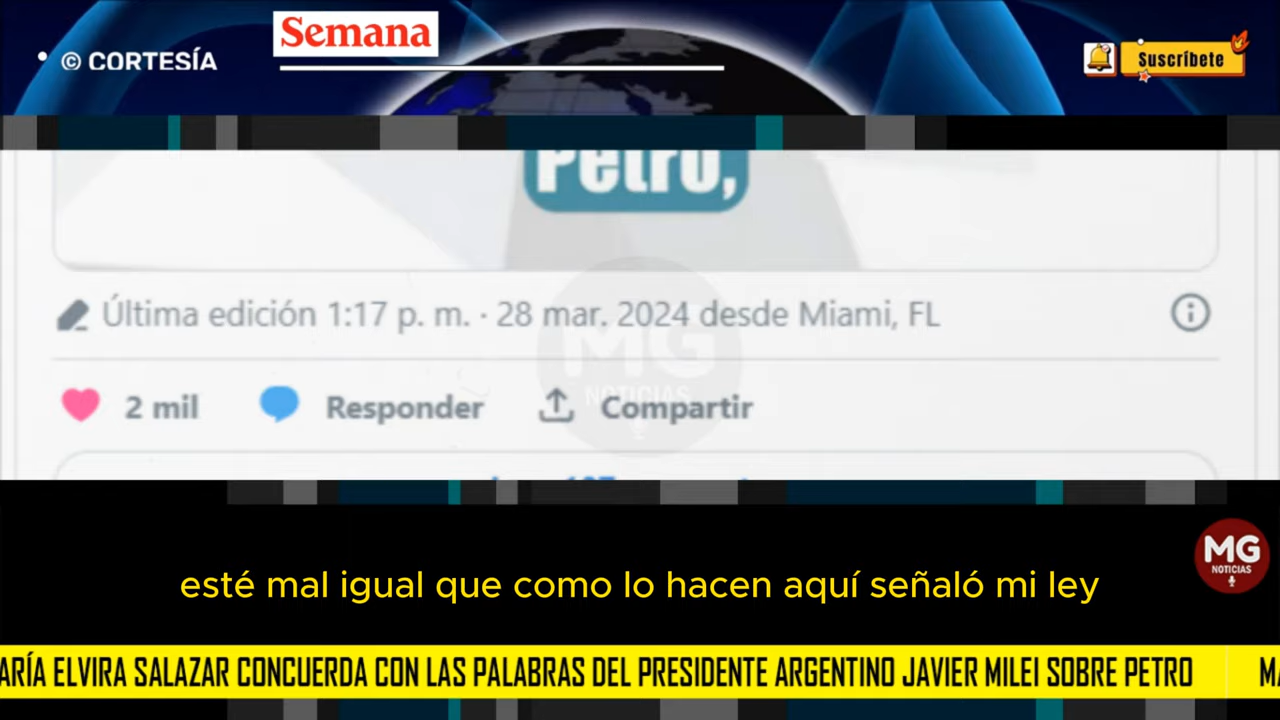 © CORTESÍA
Semana
Suscríbete
Petro,
Última edición 1:17 p. m. · 28 mar. 2024 desde Miami, FL
2 mil
Responder
Compartir
MG
NOTICIAS
esté mal igual que como lo hacen aquí señaló mi ley
MG
NOTICIAS
ARÍA ELVIRA SALAZAR CONCUERDA CON LAS PALABRAS DEL PRESIDENTE ARGENTINO JAVIER MILEI SOBRE PETRO
MA